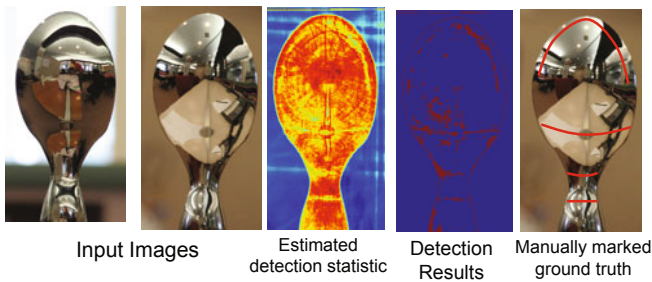 Input Images
Estimated
detection statistic
Detection
Results
Manually marked
ground truth